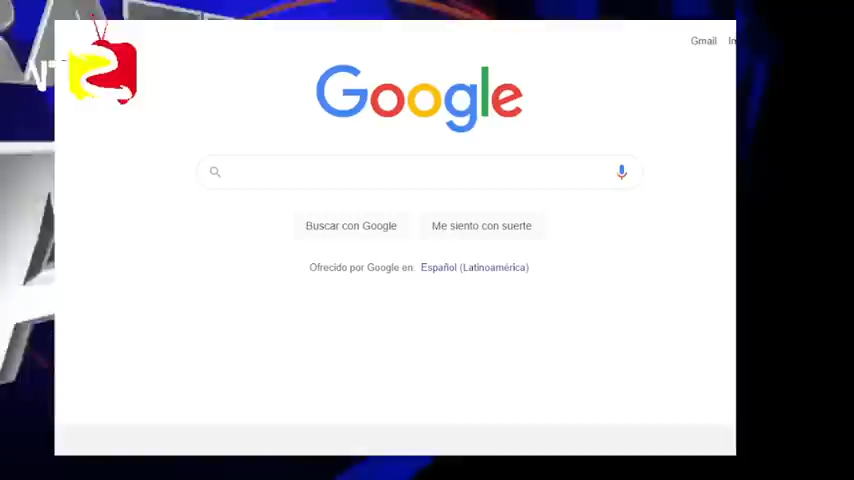 Gmail
Google
Buscar con Google
Me siento con suerte
Ofrecido por Google en: Español (Latinoamérica)